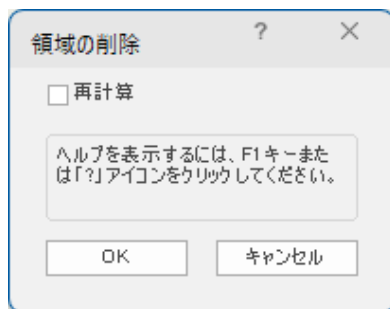 領域の削除
?
再計算
ヘルプを表示するには、F1キーまた
は「?」アイコンをクリックしてください。
OK
キャンセル